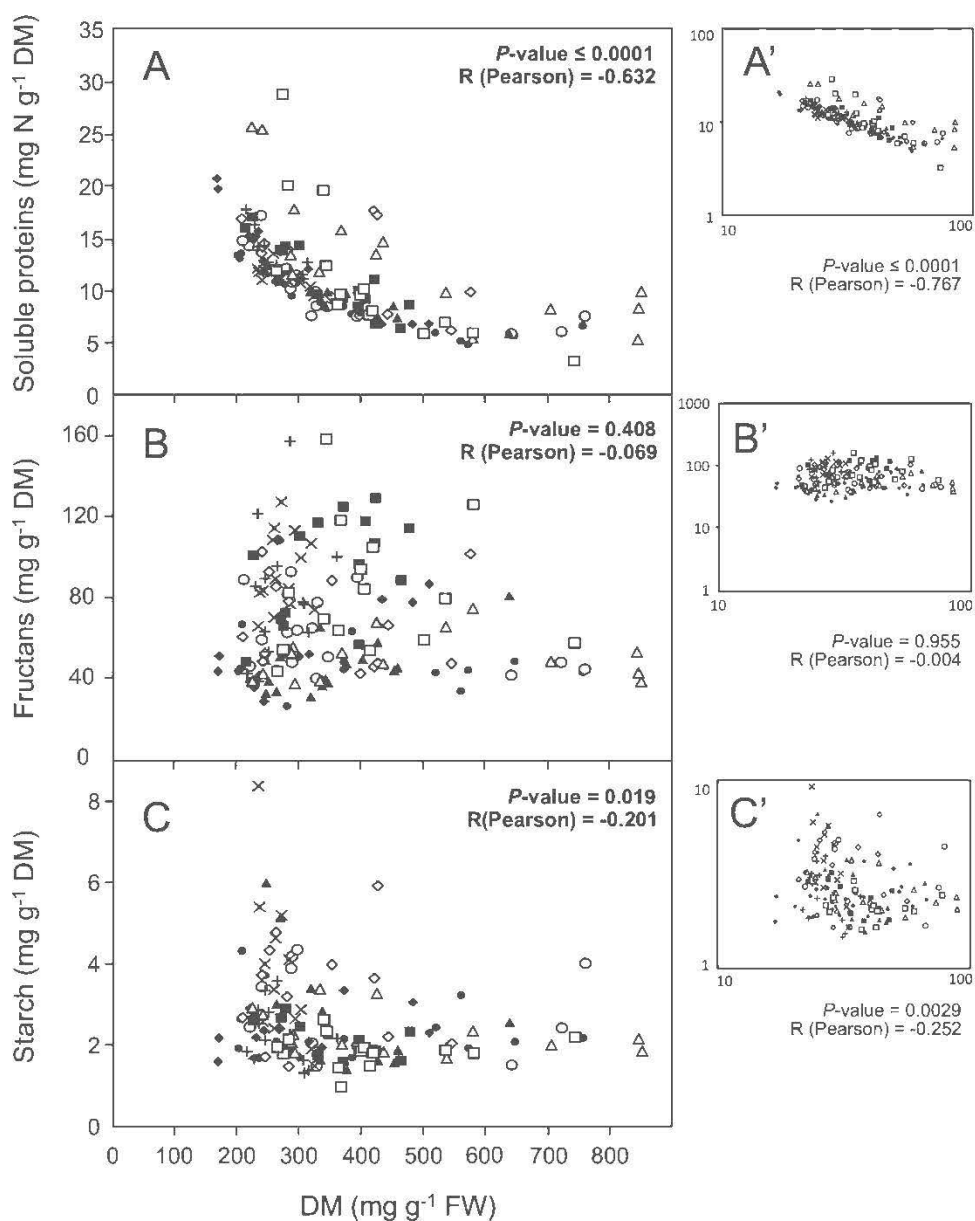 35
30
25
20
15
10
5
0
Soluble proteins (mg N g⁻¹ DM)
A
P-value ≤ 0.0001
R (Pearson) = -0.632
100
10
1
10
100
A'
P-value ≤ 0.0001
R (Pearson) = -0.767
160
120
80
40
0
Fructans (mg g⁻¹ DM)
B
P-value = 0.408
R (Pearson) = -0.069
1000
100
10
1
10
100
B'
P-value = 0.955
R (Pearson) = -0.004
8
6
4
2
0
Starch (mg g⁻¹ DM)
C
P-value = 0.019
R(Pearson) = -0.201
10
1
10
100
C'
P-value = 0.0029
R (Pearson) = -0.252
0 100 200 300 400 500 600 700 800
DM (mg g⁻¹ FW)